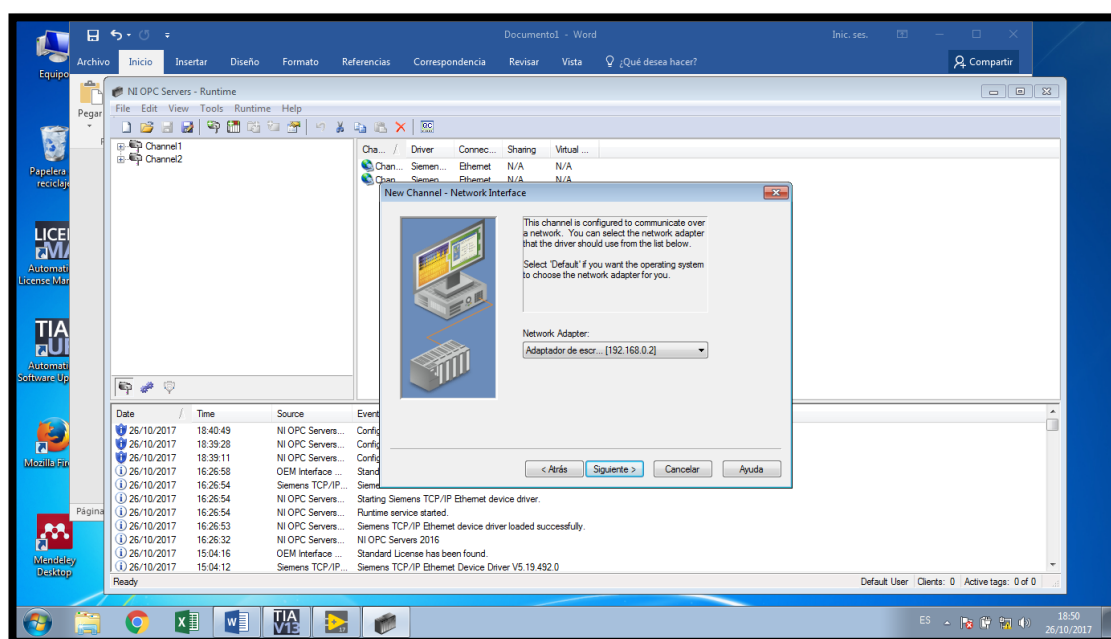 Documento1 - Word
Inic. ses.
Archivo Inicio Insertar Diseño Formato Referencias Correspondencia Revisar Vista ¿Qué desea hacer? Compartir
Equipo
Pegar
NI OPC Servers - Runtime
File Edit View Tools Runtime Help
Channel1
Channel2
Cha... / Driver Connec... Sharing Virtual ...
Chan... Siemen... Ethernet N/A N/A
Chan... Siemen... Ethernet N/A N/A
Papelera
reciclaje
LICE
Automati
License Mar
TIA
Automati
Software Up
Mozilla Fire
Mendeley
Desktop
Página
New Channel - Network Interface
This channel is configured to communicate over
a network. You can select the network adapter
that the driver should use from the list below.
Select 'Default' if you want the operating system
to choose the network adapter for you.
Network Adapter:
Adaptador de escr... [192.168.0.2]
< Atrás Siguiente > Cancelar Ayuda
Date / Time Source Event
26/10/2017 18:40:49 NI OPC Servers... Config
26/10/2017 18:39:28 NI OPC Servers... Config
26/10/2017 18:39:11 NI OPC Servers... Config
26/10/2017 16:26:58 OEM Interface ... Stand
26/10/2017 16:26:54 Siemens TCP/IP... Sieme
26/10/2017 16:26:54 NI OPC Servers... Starting Siemens TCP/IP Ethernet device driver.
26/10/2017 16:26:54 NI OPC Servers... Runtime service started.
26/10/2017 16:26:53 NI OPC Servers... Siemens TCP/IP Ethernet device driver loaded successfully.
26/10/2017 16:26:32 NI OPC Servers... NI OPC Servers 2016
26/10/2017 15:04:16 OEM Interface ... Standard License has been found.
26/10/2017 15:04:12 Siemens TCP/IP... Siemens TCP/IP Ethernet Device Driver V5.19.492.0
Ready
Default User Clients: 0 Active tags: 0 of 0
TIA
V13
ES
18:50
26/10/2017